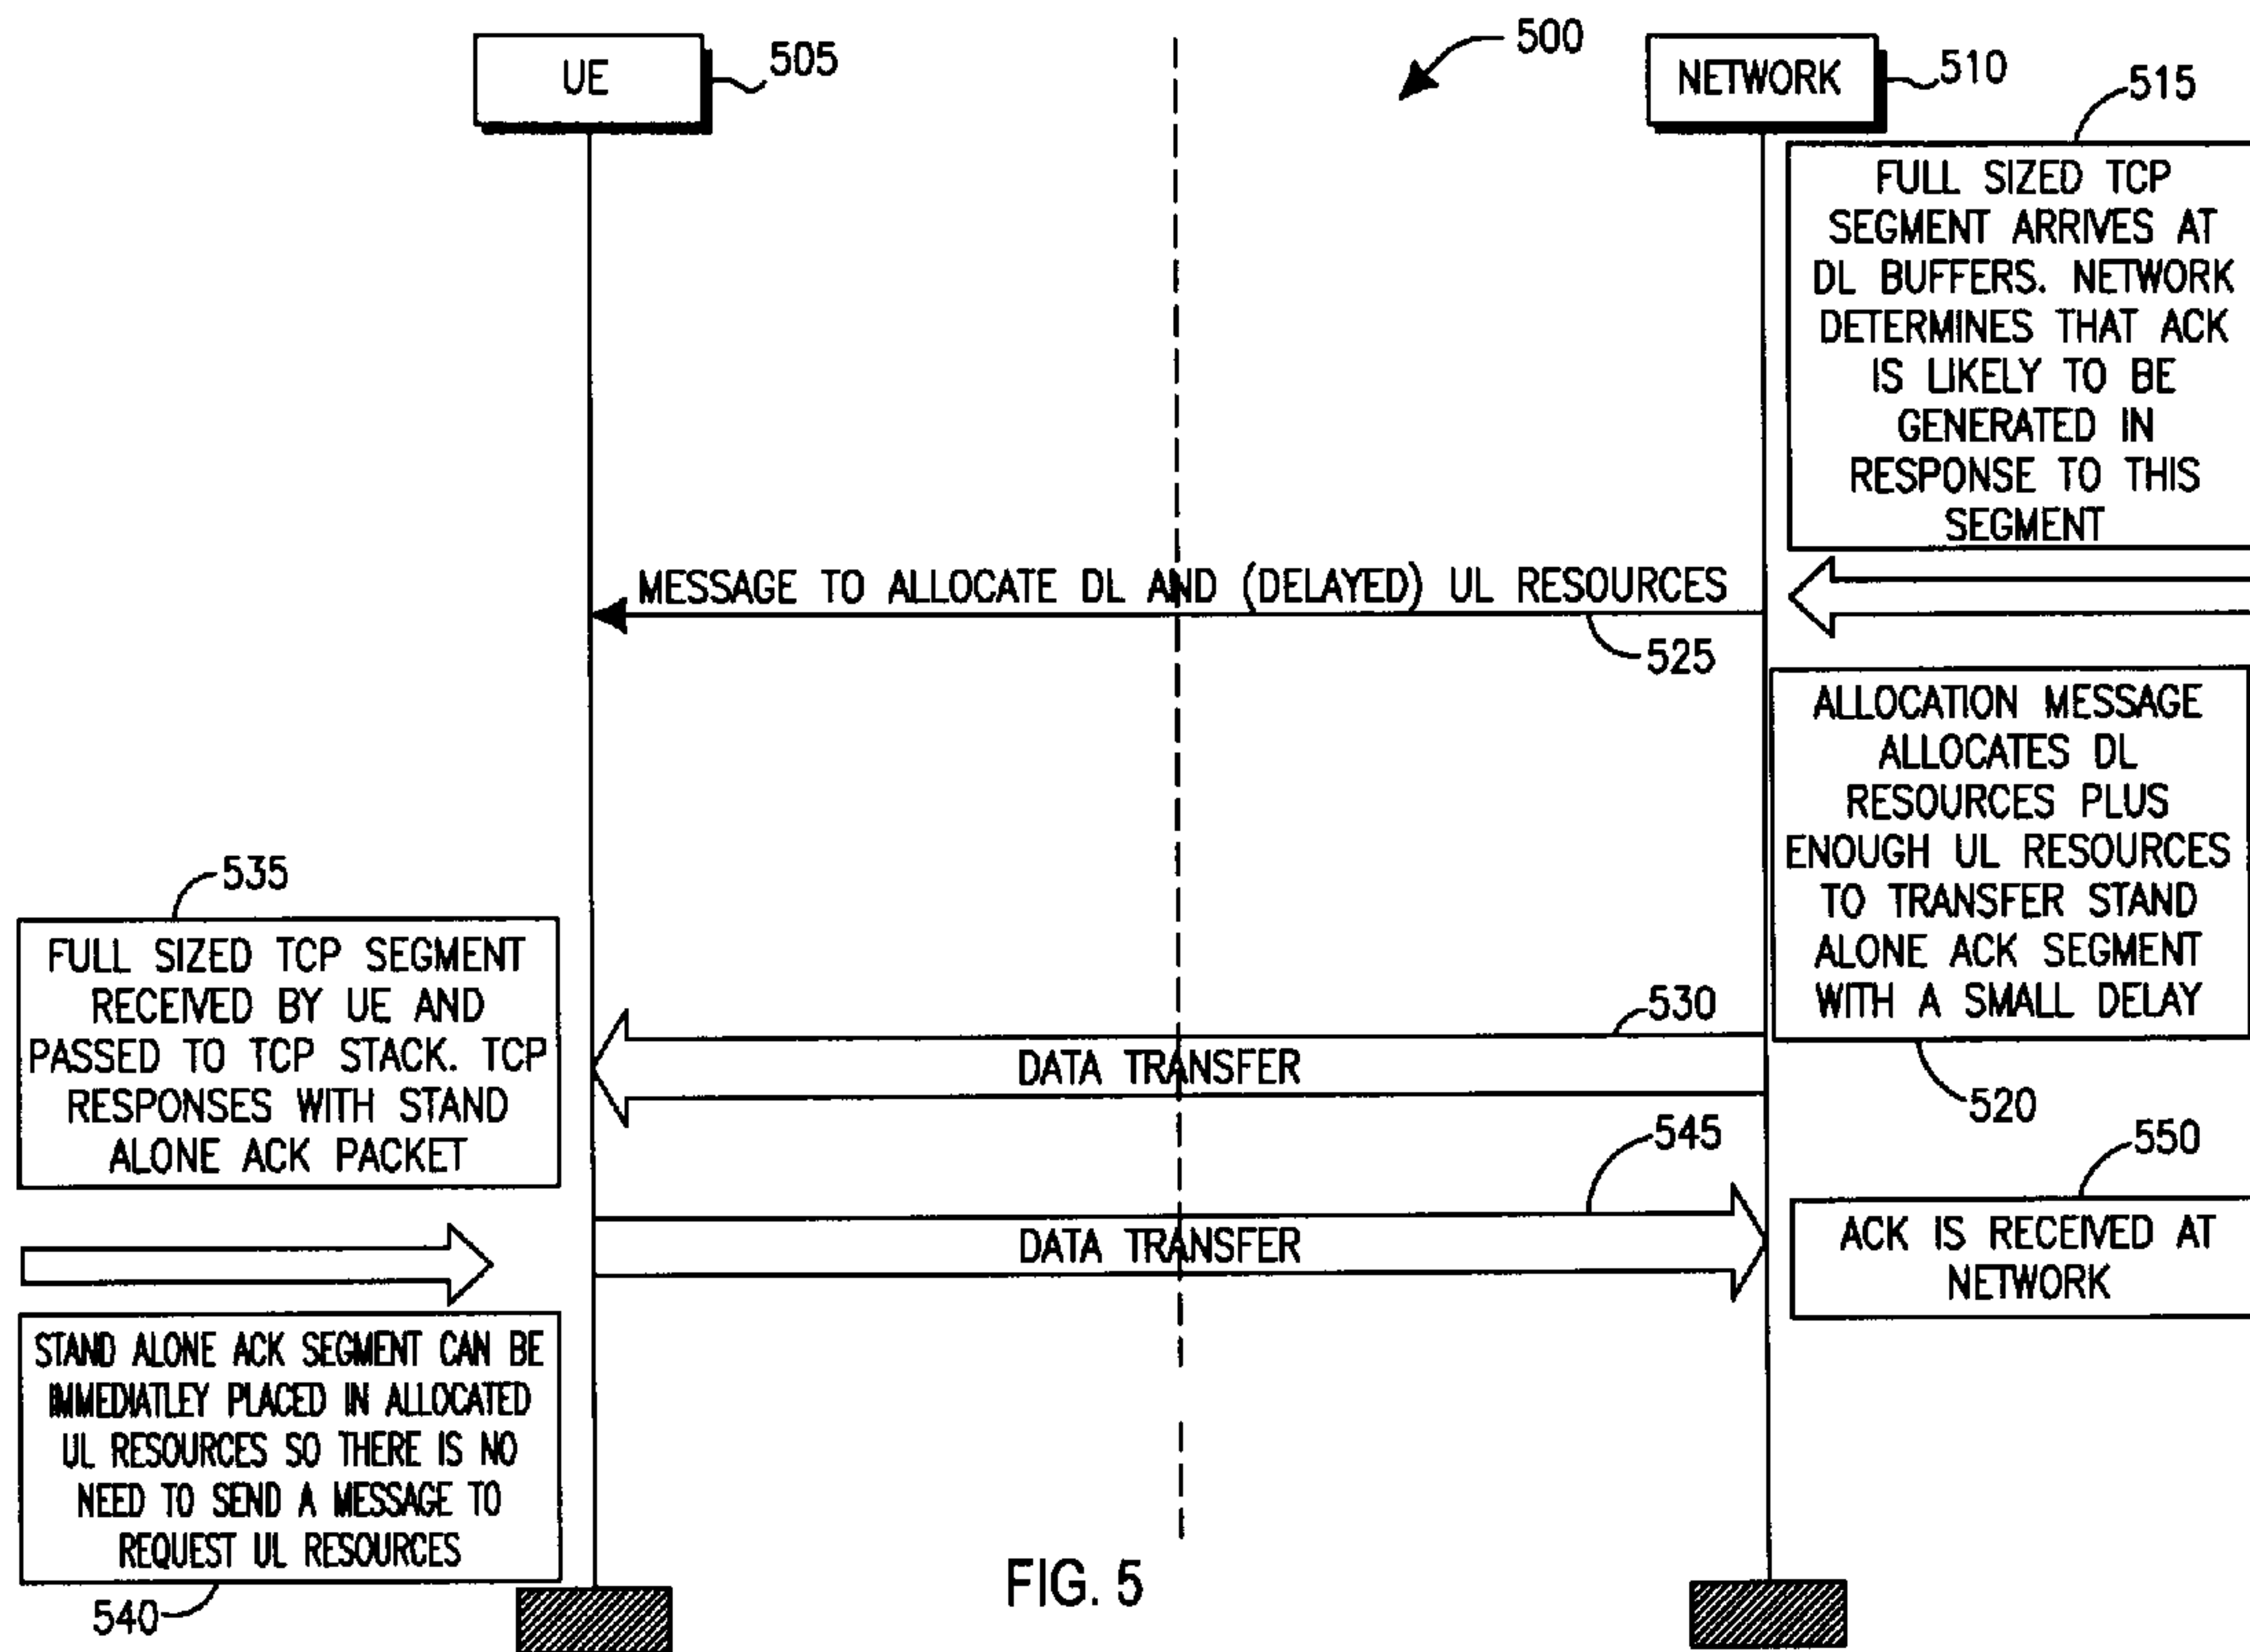 500
UE
505
NETWORK
510
515
FULL SIZED TCP
SEGMENT ARRIVES AT
DL BUFFERS. NETWORK
DETERMINES THAT ACK
IS LIKELY TO BE
GENERATED IN
RESPONSE TO THIS
SEGMENT
MESSAGE TO ALLOCATE DL AND (DELAYED) UL RESOURCES
525
ALLOCATION MESSAGE
ALLOCATES DL
RESOURCES PLUS
ENOUGH UL RESOURCES
TO TRANSFER STAND
ALONE ACK SEGMENT
WITH A SMALL DELAY
520
535
FULL SIZED TCP SEGMENT
RECEIVED BY UE AND
PASSED TO TCP STACK. TCP
RESPONSES WITH STAND
ALONE ACK PACKET
530
DATA TRANSFER
545
DATA TRANSFER
550
ACK IS RECEIVED AT
NETWORK
STAND ALONE ACK SEGMENT CAN BE
IMMEDIATLEY PLACED IN ALLOCATED
UL RESOURCES SO THERE IS NO
NEED TO SEND A MESSAGE TO
REQUEST UL RESOURCES
540
FIG. 5